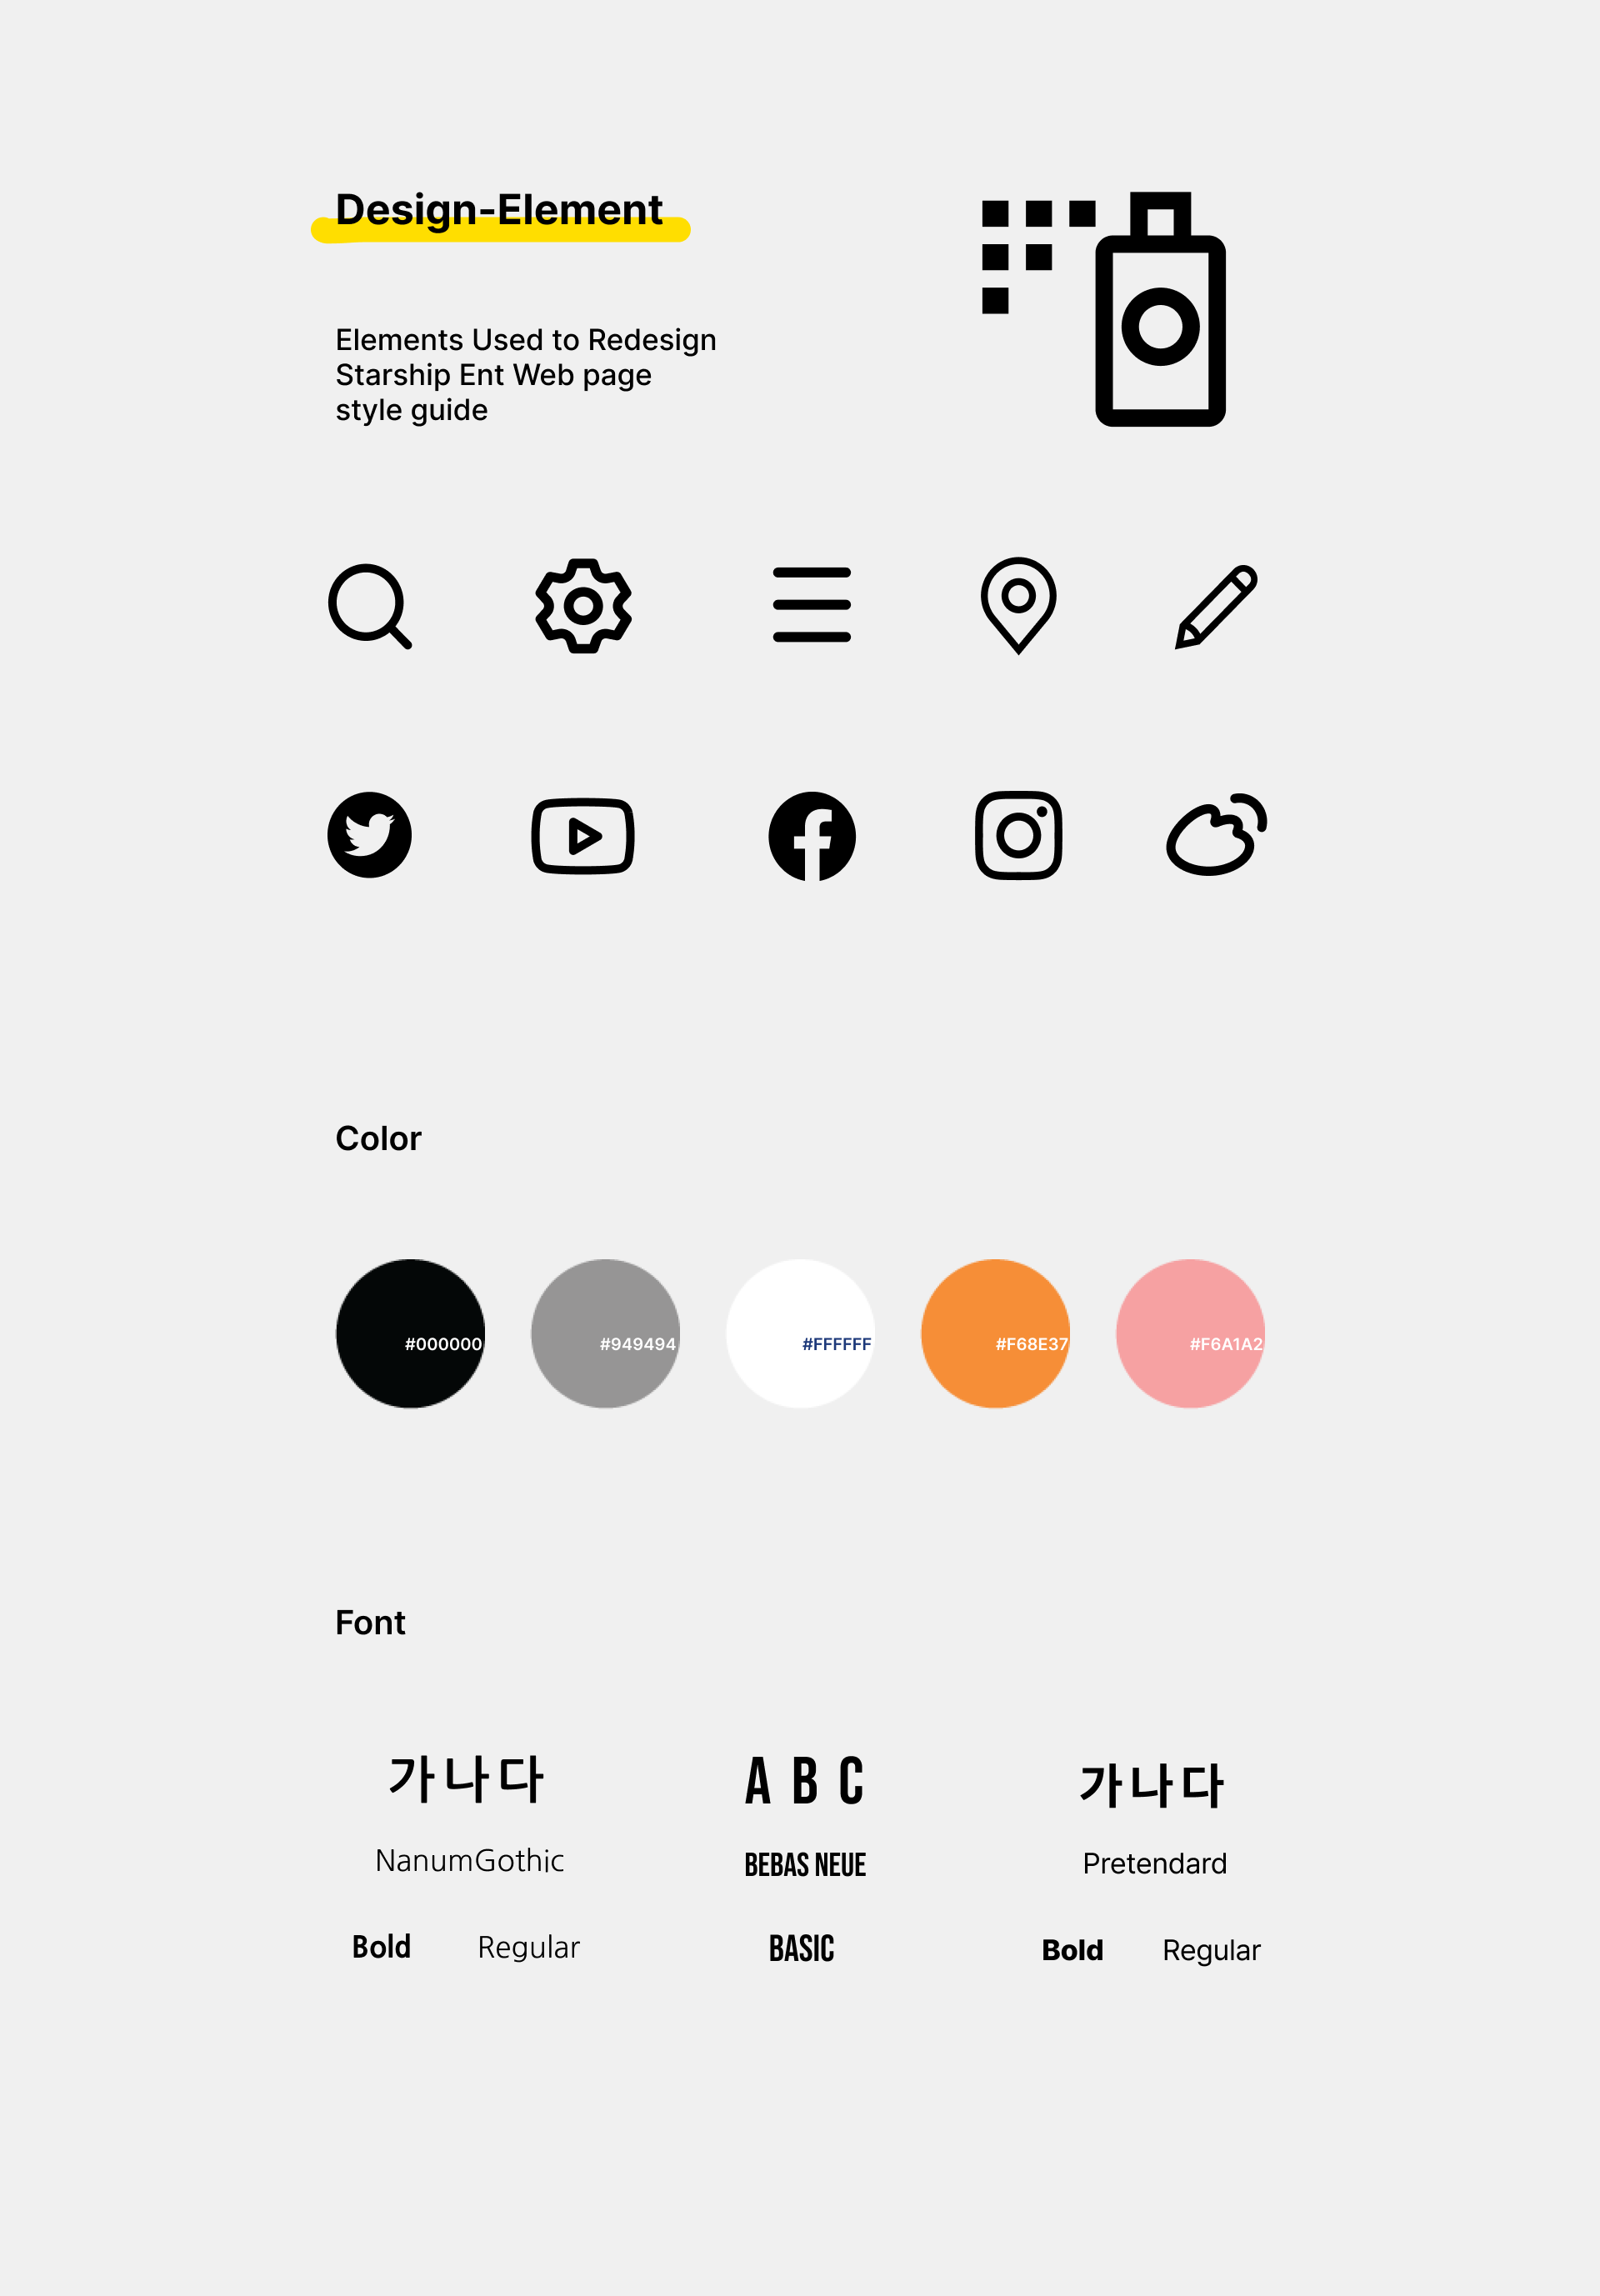 Design-Element
Elements Used to Redesign
Starship Ent Web page
style guide
Color
#000000
#949494
#FFFFFF
#F68E37
#F6A1A2
Font
가나다
NanumGothic
Bold Regular
A B C
BEBAS NEUE
BASIC
가나다
Pretendard
Bold Regular